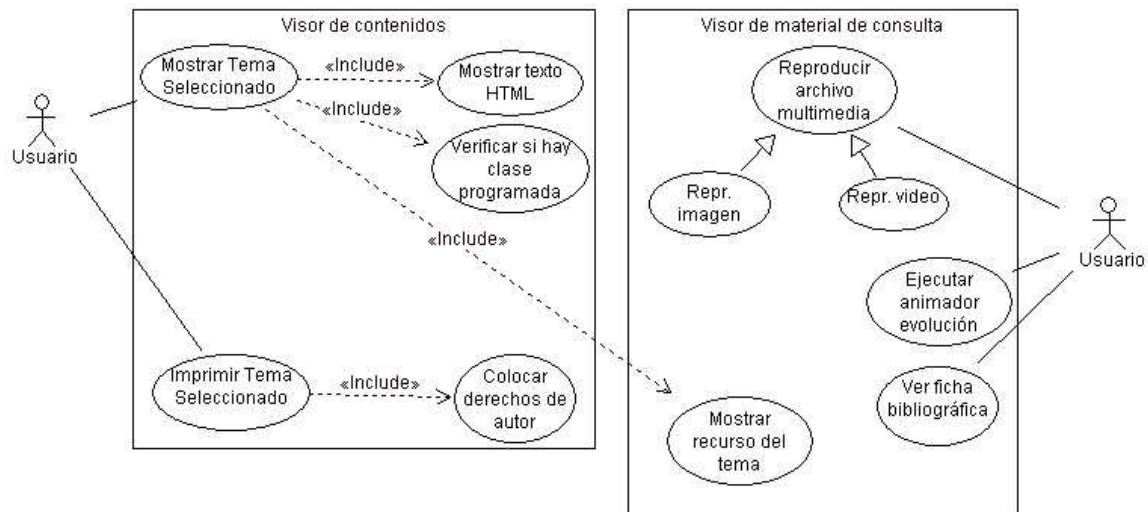 Visor de contenidos
Mostrar Tema
Seleccionado
«Include»
Mostrar texto
HTML
«Include»
Verificar si hay
clase
programada
Usuario
«Include»
Imprimir Tema
Seleccionado
«Include»
Colocar
derechos de
autor
Visor de material de consulta
Reproducir
archivo
multimedia
Repr.
imagen
Repr. video
Usuario
Ejecutar
animador
evolución
Ver ficha
bibliográfica
Mostrar
recurso del
tema